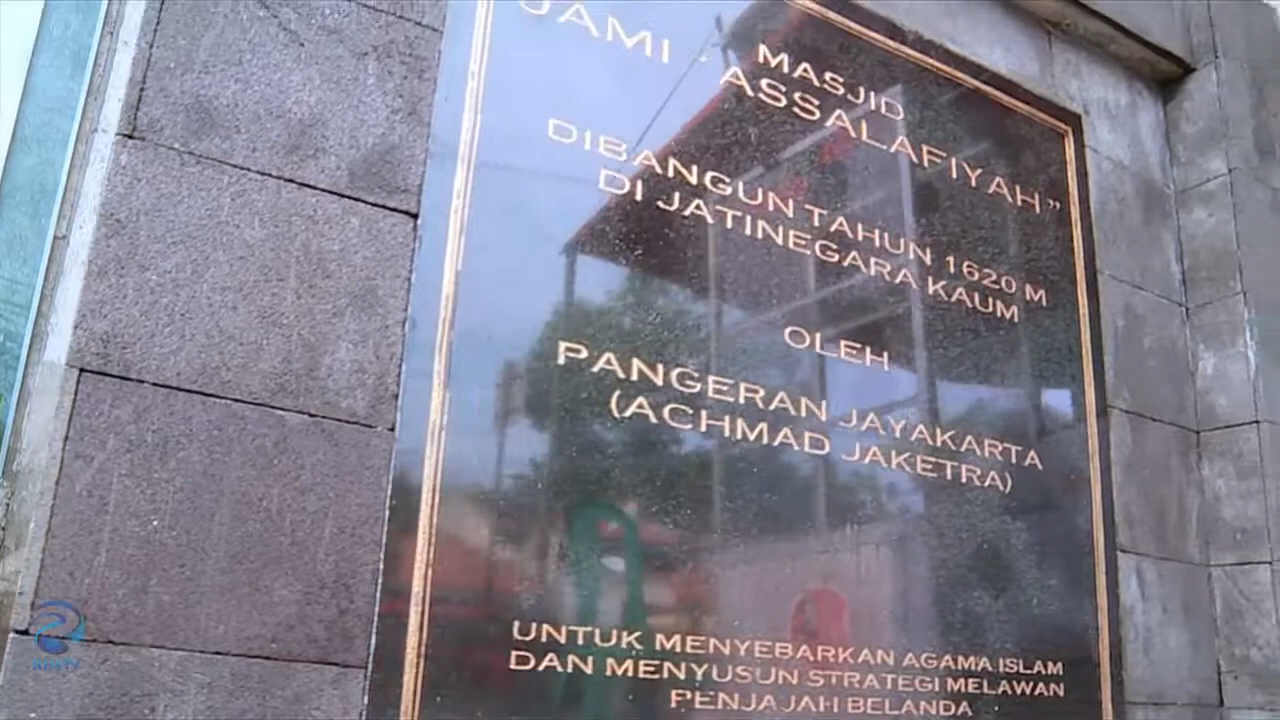 MASJID
JAMI "ASSALAFIYAH"
DIBANGUN TAHUN 1620 M
DI JATINEGARA KAUM
OLEH
PANGERAN JAYAKARTA
(ACHMAD JAKETRA)
UNTUK MENYEBARKAN AGAMA ISLAM
DAN MENYUSUN STRATEGI MELAWAN
PENJAJAH BELANDA